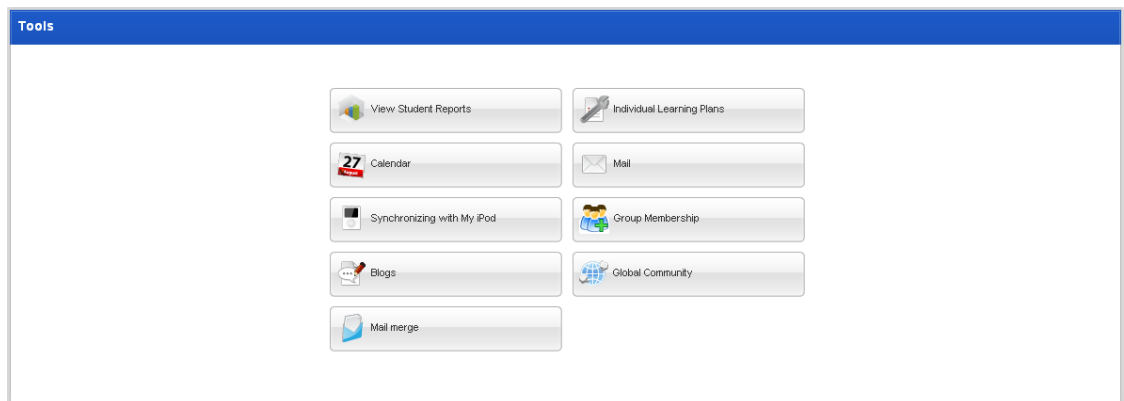 Tools
View Student Reports
Individual Learning Plans
27
Calendar
Mail
Synchronizing with My iPod
Group Membership
Blogs
Global Community
Mail merge